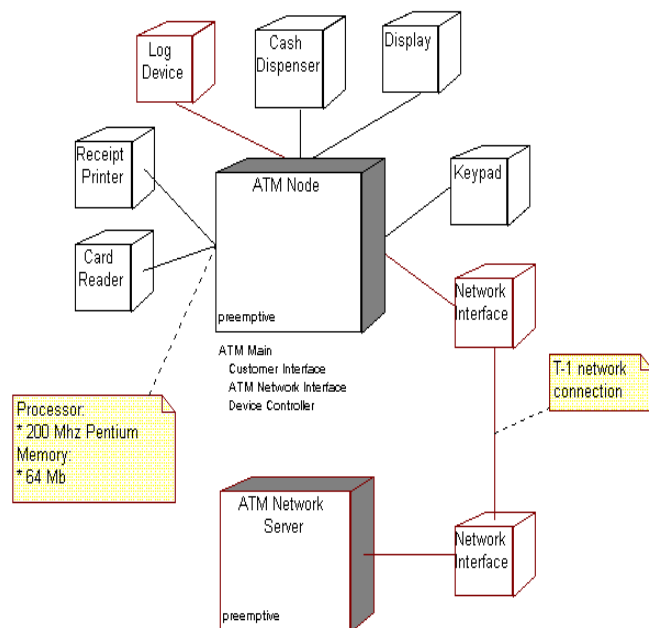 Log
Device
Cash
Dispenser
Display
Receipt
Printer
ATM Node
Keypad
Card
Reader
Network
Interface
preemptive
ATM Main
Customer Interface
ATM Network Interface
Device Controller
T-1 network
connection
Processor:
* 200 Mhz Pentium
Memory:
* 64 Mb
ATM Network
Server
Network
Interface
preemptive